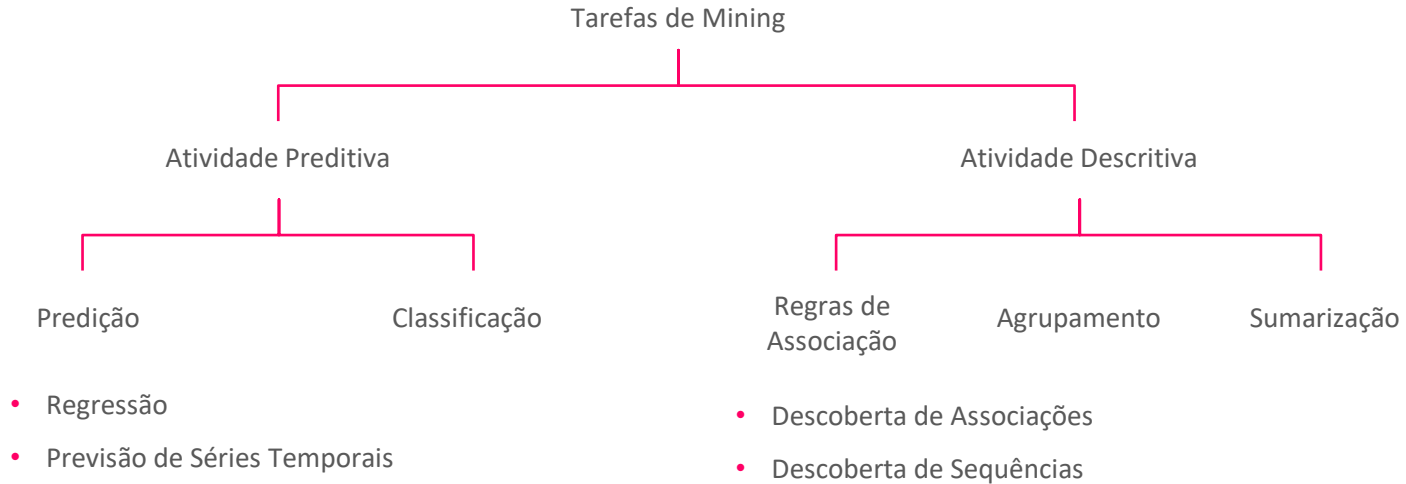 Tarefas de Mining
Atividade Preditiva
Atividade Descritiva
Predição
Classificação
Regras de
Associação
Agrupamento
Sumarização
• Regressão
• Previsão de Séries Temporais
• Descoberta de Associações
• Descoberta de Sequências